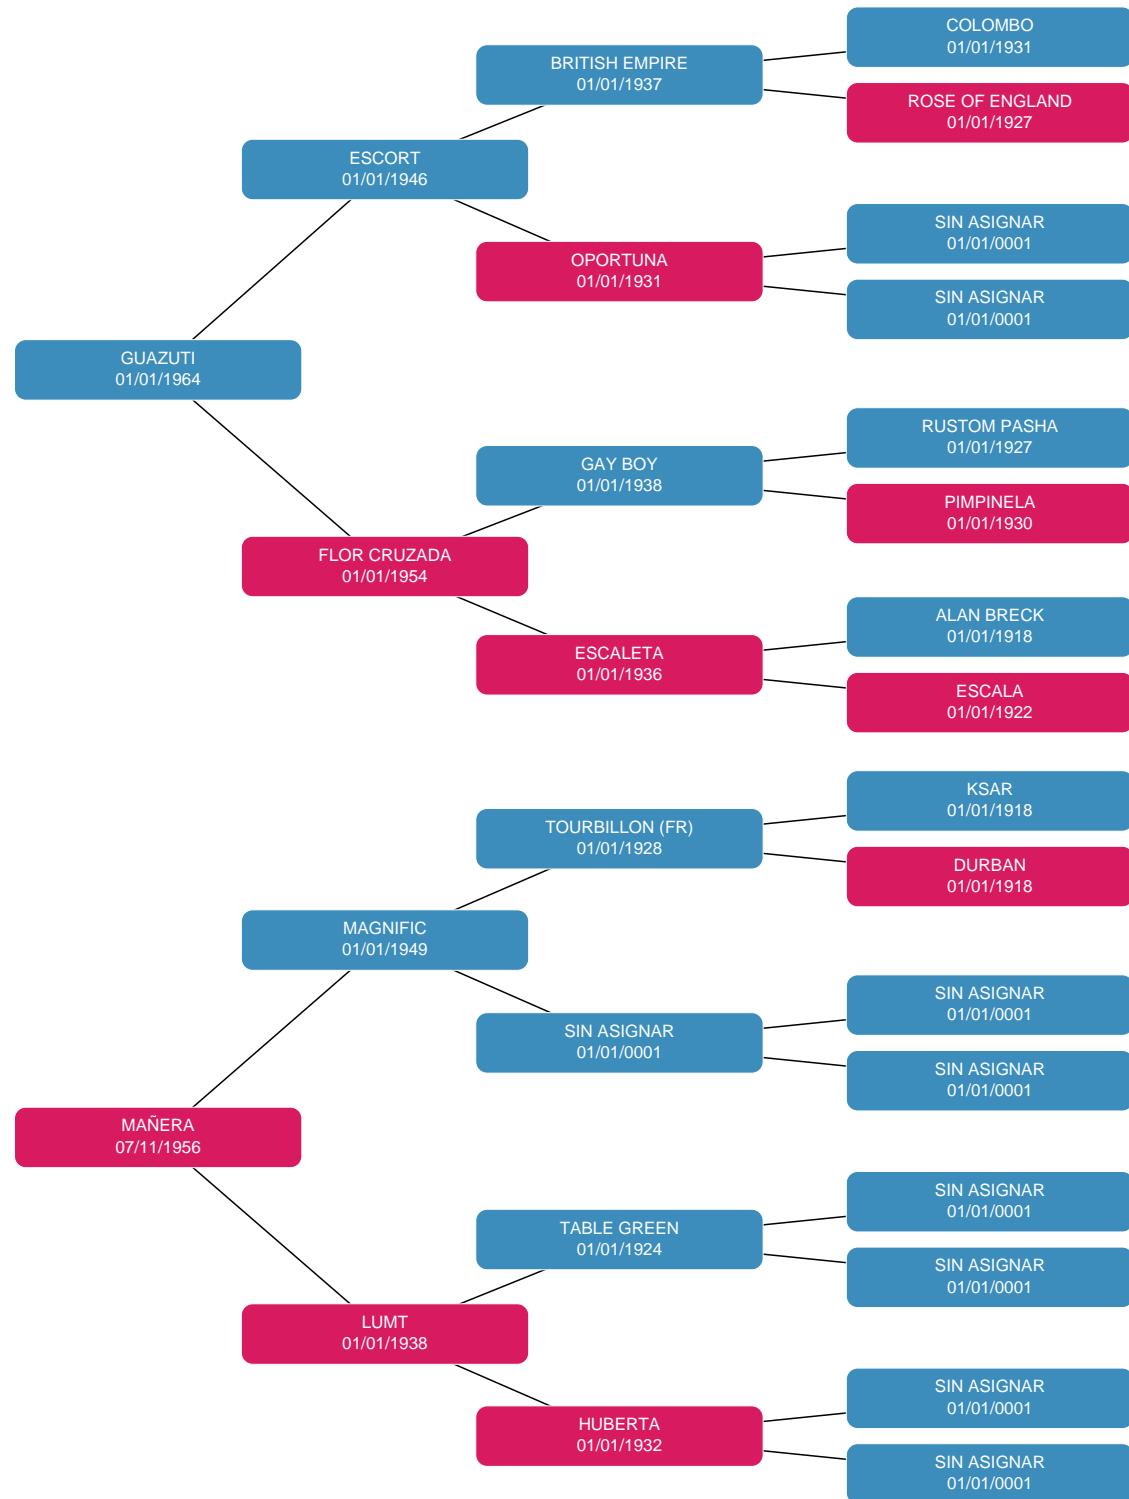 COLOMBO
01/01/1931
BRITISH EMPIRE
01/01/1937
ROSE OF ENGLAND
01/01/1927
ESCORT
01/01/1946
SIN ASIGNAR
01/01/0001
OPORTUNA
01/01/1931
SIN ASIGNAR
01/01/0001
GUAZUTI
01/01/1964
RUSTOM PASHA
01/01/1927
GAY BOY
01/01/1938
PIMPINELA
01/01/1930
FLOR CRUZADA
01/01/1954
ALAN BRECK
01/01/1918
ESCALETA
01/01/1936
ESCALA
01/01/1922
KSAR
01/01/1918
TOURBILLON (FR)
01/01/1928
DURBAN
01/01/1918
MAGNIFIC
01/01/1949
SIN ASIGNAR
01/01/0001
SIN ASIGNAR
01/01/0001
SIN ASIGNAR
01/01/0001
MAÑERA
07/11/1956
SIN ASIGNAR
01/01/0001
TABLE GREEN
01/01/1924
SIN ASIGNAR
01/01/0001
LUMT
01/01/1938
SIN ASIGNAR
01/01/0001
HUBERTA
01/01/1932
SIN ASIGNAR
01/01/0001